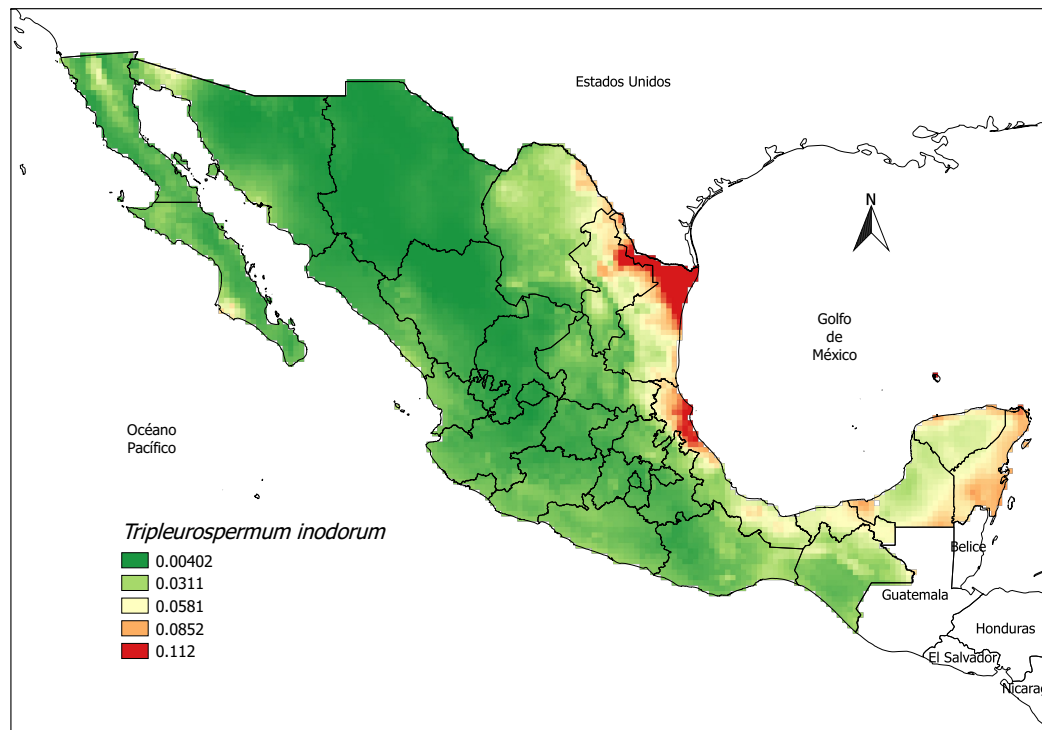 Estados Unidos
N
Golfo
de
México
Océano
Pacífico
Tripleurospermum inodorum
0.00402
0.0311
0.0581
0.0852
0.112
Belice
Guatemala
Honduras
El Salvador
Nicarag